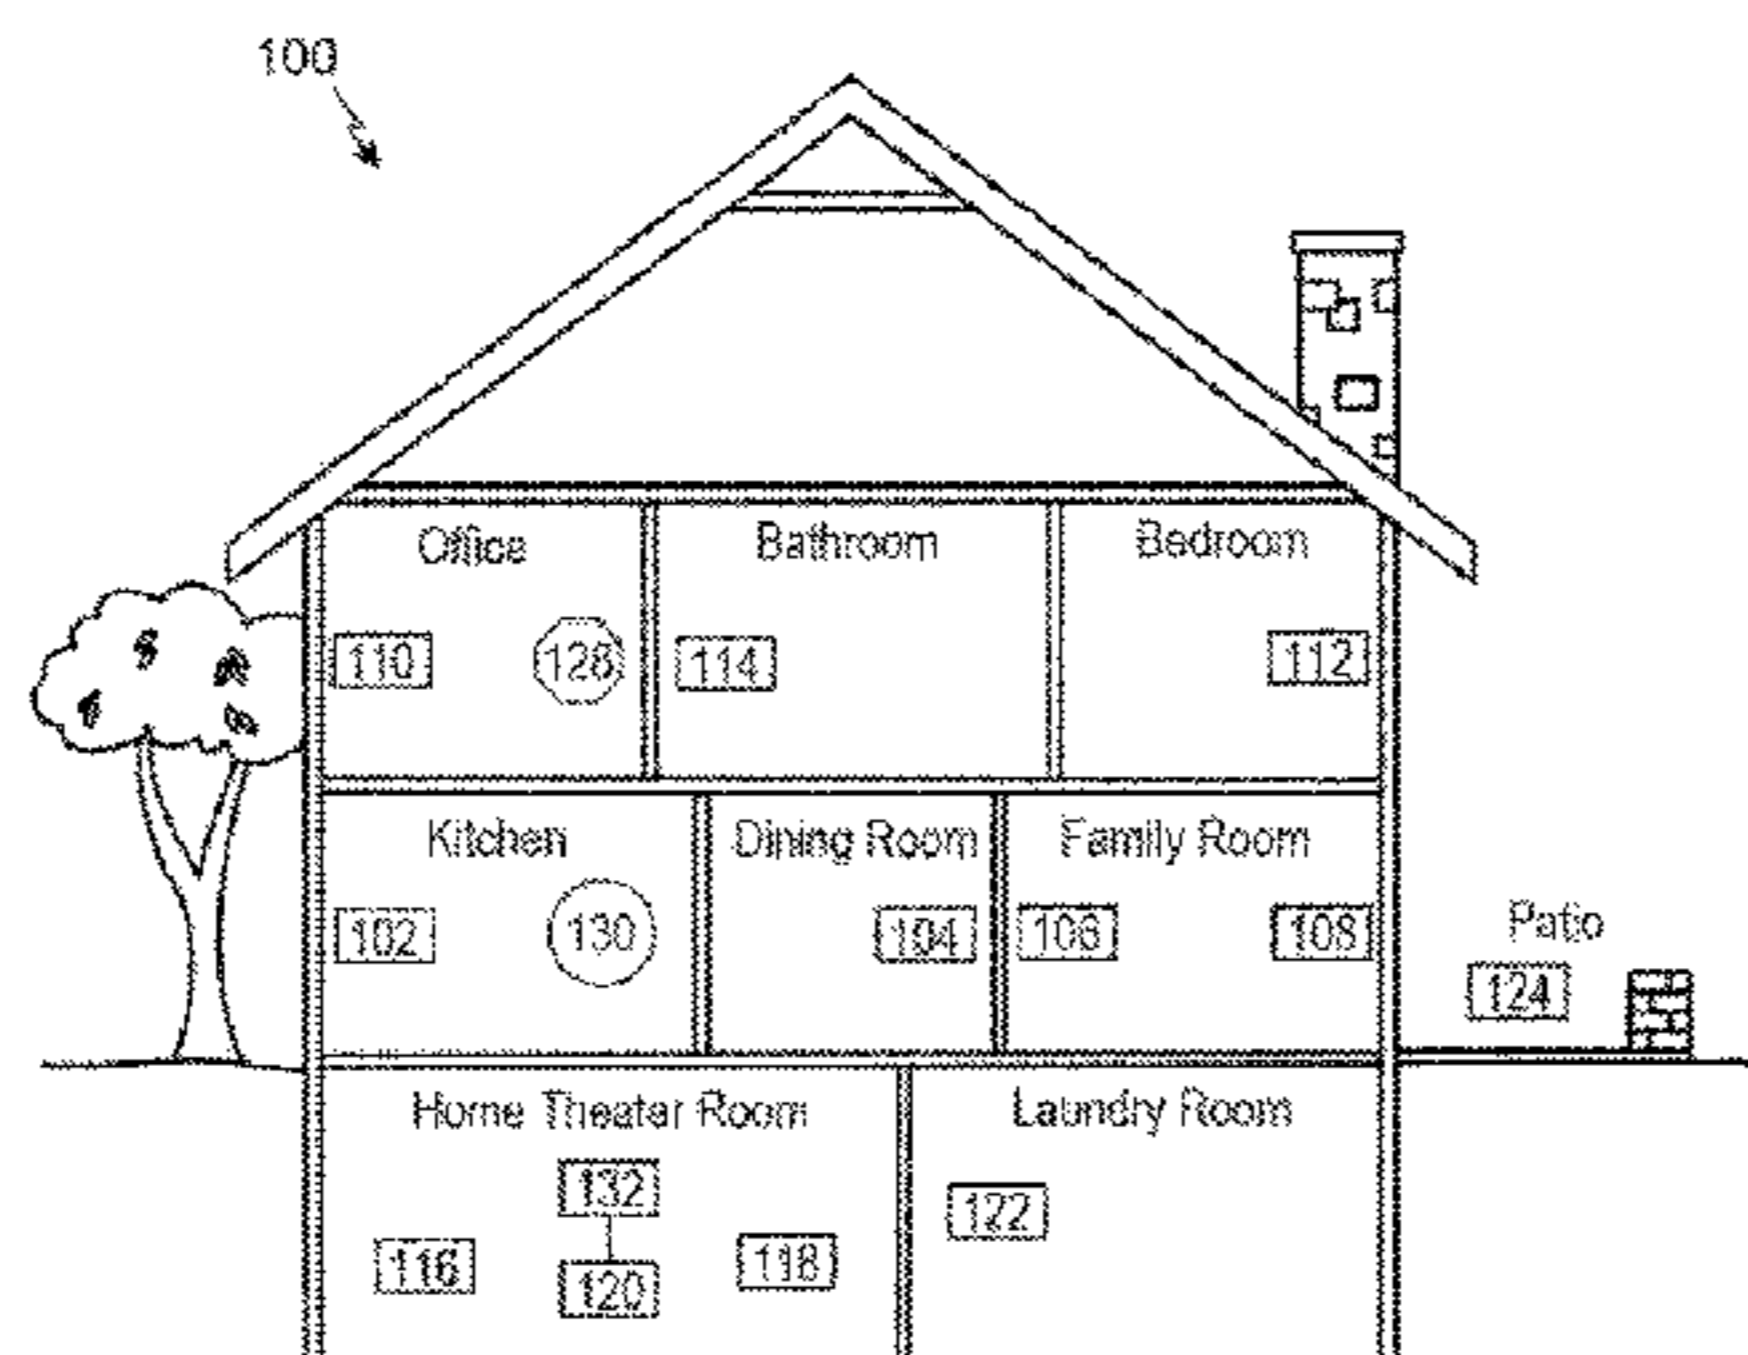 100
Office Bathroom Bedroom
110 128 114 112
Kitchen Dining Room Family Room
102 130 104 106 108
Patio
124
Home Theater Room Laundry Room
132
122
116 120 118